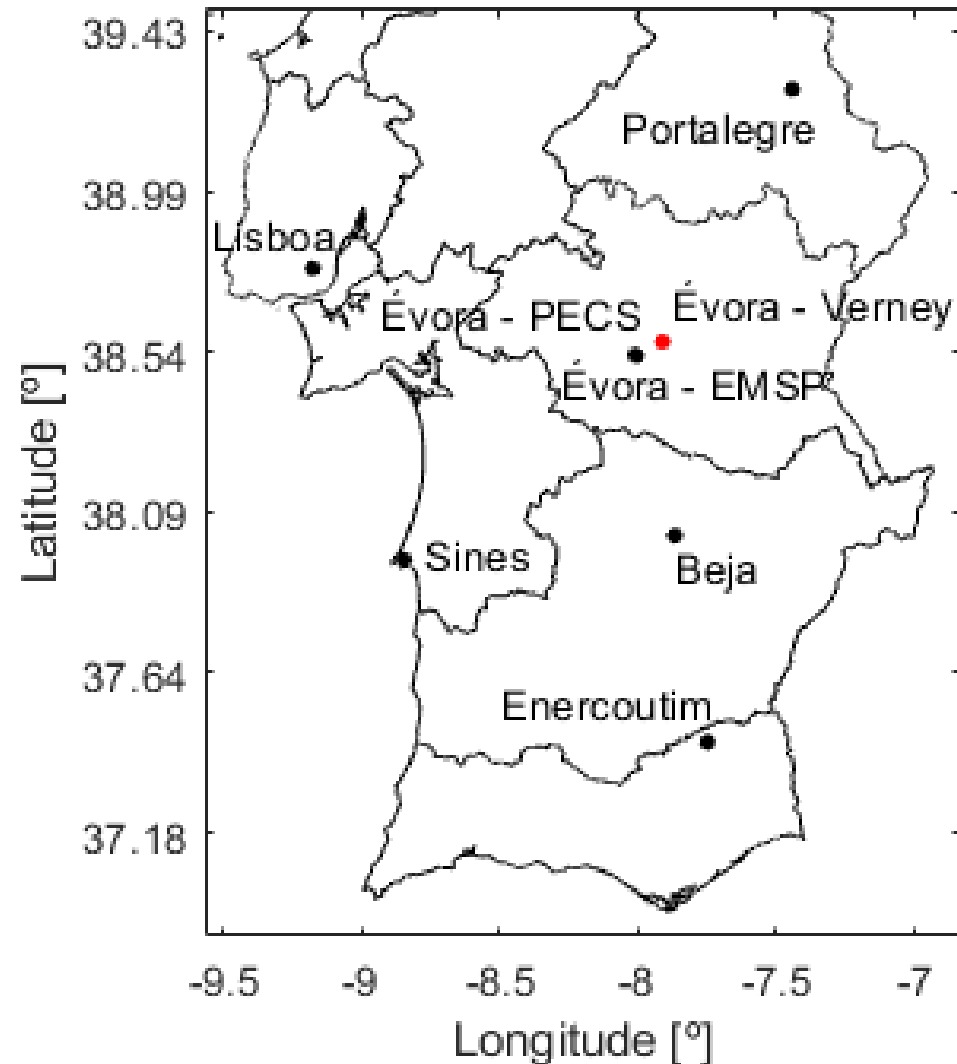 39.43
Portalegre
38.99
Lisboa
Évora - Verney
Évora - PECS
38.54
Évora - EMSP
38.09
Sines
Beja
37.64
Enercoutim
37.18
-9.5 -9 -8.5 -8 -7.5 -7
Longitude [º]
Latitude [º]